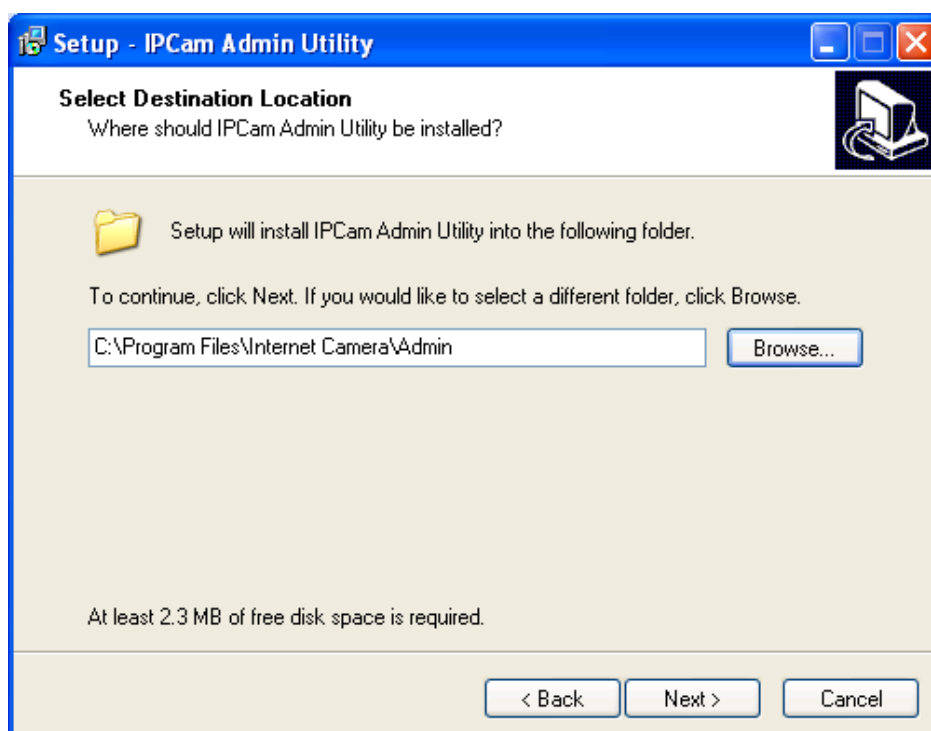 Setup - IPCam Admin Utility
Select Destination Location
Where should IPCam Admin Utility be installed?
Setup will install IPCam Admin Utility into the following folder.
To continue, click Next. If you would like to select a different folder, click Browse.
C:\Program Files\Internet Camera\Admin
Browse...
At least 2.3 MB of free disk space is required.
< Back
Next >
Cancel